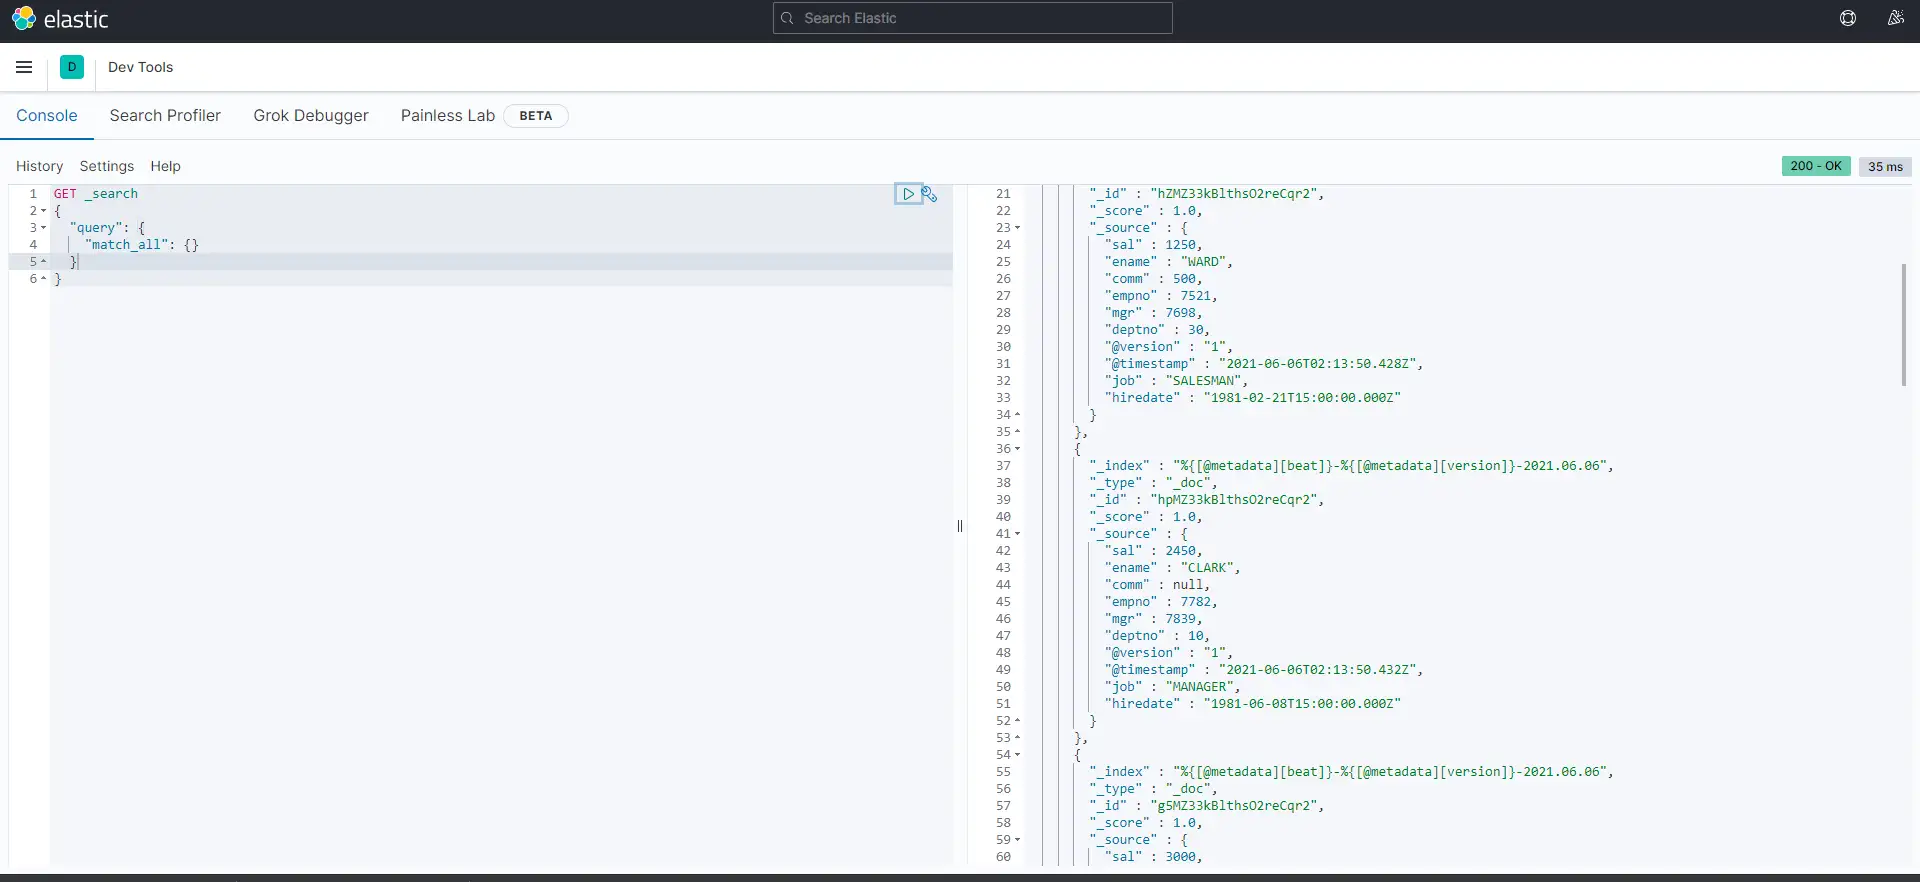 elastic
Search Elastic
D
Dev Tools
Console Search Profiler Grok Debugger Painless Lab BETA
History Settings Help
200 - OK 35 ms
1 GET _search
2 {
3 "query": {
4 "match_all": {}
5 }
6 }
21 "_id" : "hZMZ33kBlthsO2reCqr2",
22 "_score" : 1.0,
23 "_source" : {
24 "sal" : 1250,
25 "ename" : "WARD",
26 "comm" : 500,
27 "empno" : 7521,
28 "mgr" : 7698,
29 "deptno" : 30,
30 "@version" : "1",
31 "@timestamp" : "2021-06-06T02:13:50.428Z",
32 "job" : "SALESMAN",
33 "hiredate" : "1981-02-21T15:00:00.000Z"
34 }
35 },
36 {
37 "_index" : "%{[@metadata][beat]}-%{[@metadata][version]}-2021.06.06",
38 "_type" : "_doc",
39 "_id" : "hpMZ33kBlthsO2reCqr2",
40 "_score" : 1.0,
41 "_source" : {
42 "sal" : 2450,
43 "ename" : "CLARK",
44 "comm" : null,
45 "empno" : 7782,
46 "mgr" : 7839,
47 "deptno" : 10,
48 "@version" : "1",
49 "@timestamp" : "2021-06-06T02:13:50.432Z",
50 "job" : "MANAGER",
51 "hiredate" : "1981-06-08T15:00:00.000Z"
52 }
53 },
54 {
55 "_index" : "%{[@metadata][beat]}-%{[@metadata][version]}-2021.06.06",
56 "_type" : "_doc",
57 "_id" : "g5MZ33kBlthsO2reCqr2",
58 "_score" : 1.0,
59 "_source" : {
60 "sal" : 3000,